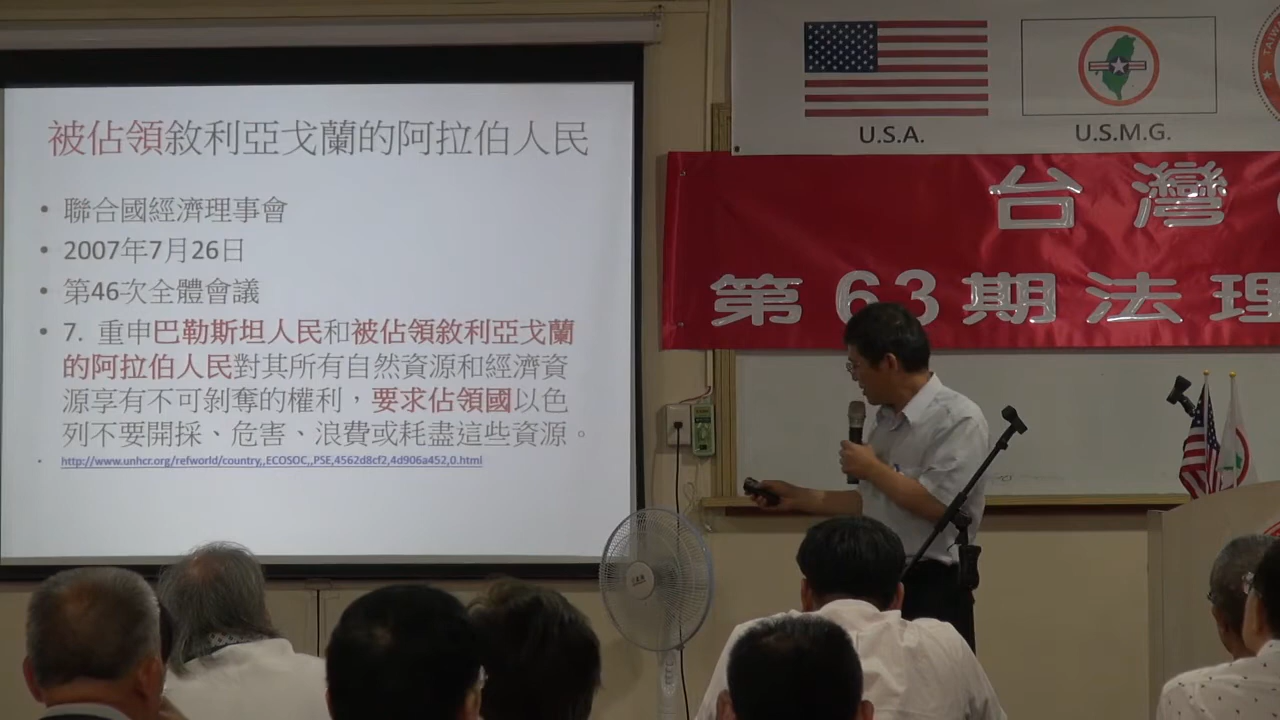 被佔領敘利亞戈蘭的阿拉伯人民
• 聯合國經濟理事會
• 2007年7月26日
• 第46次全體會議
• 7. 重申巴勒斯坦人民和被佔領敘利亞戈蘭
的阿拉伯人民對其所有自然資源和經濟資
源享有不可剝奪的權利，要求佔領國以色
列不要開採、危害、浪費或耗盡這些資源。
• http://www.unhcr.org/refworld/country,,ECOSOC,,PSE,4562d8cf2,4d906a452,0.html
U.S.A.
U.S.M.G.
台灣
第63期法理